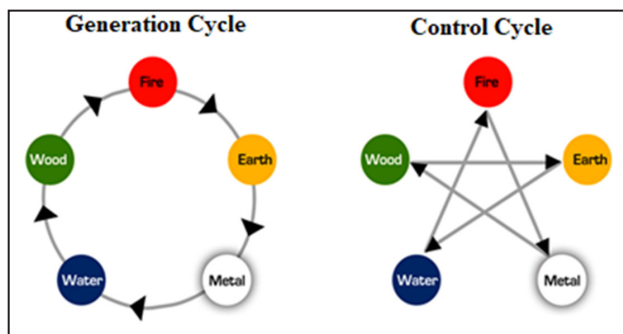 Generation Cycle
Fire
Wood
Earth
Water
Metal
Control Cycle
Fire
Wood
Earth
Water
Metal